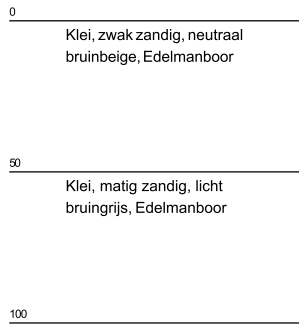 0
Klei, zwak zandig, neutraal
bruinbeige, Edelmanboor
50
Klei, matig zandig, licht
bruingrijs, Edelmanboor
100